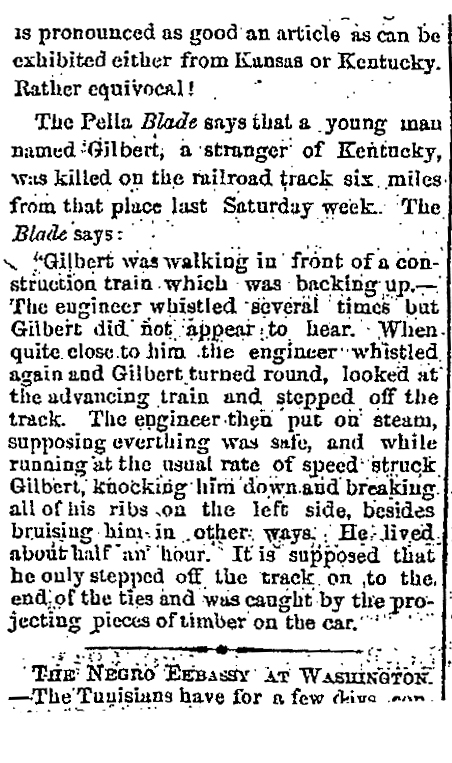 is pronounced as good an article as can be
exhibited either from Kansas or Kentucky.
Rather equivocal!
The Pella Blade says that a young man
named Gilbert, a stranger of Kentucky,
was killed on the railroad track six miles
from that place last Saturday week. The
Blade says:
"Gilbert was walking in front of a con-
struction train which was backing up.—
The engineer whistled several times but
Gilbert did not appear to hear. When
quite close to him the engineer whistled
again and Gilbert turned round, looked at
the advancing train and stepped off the
track. The engineer then put on steam,
supposing everthing was safe, and while
running at the usual rate of speed struck
Gilbert, knocking him down and breaking
all of his ribs on the left side, besides
bruising him in other ways. He lived
about half an hour. It is supposed that
he only stepped off the track on to the
end of the ties and was caught by the pro-
jecting pieces of timber on the car."
THE NEGRO EMBASSY AT WASHINGTON.
—The Tunisians have for a few